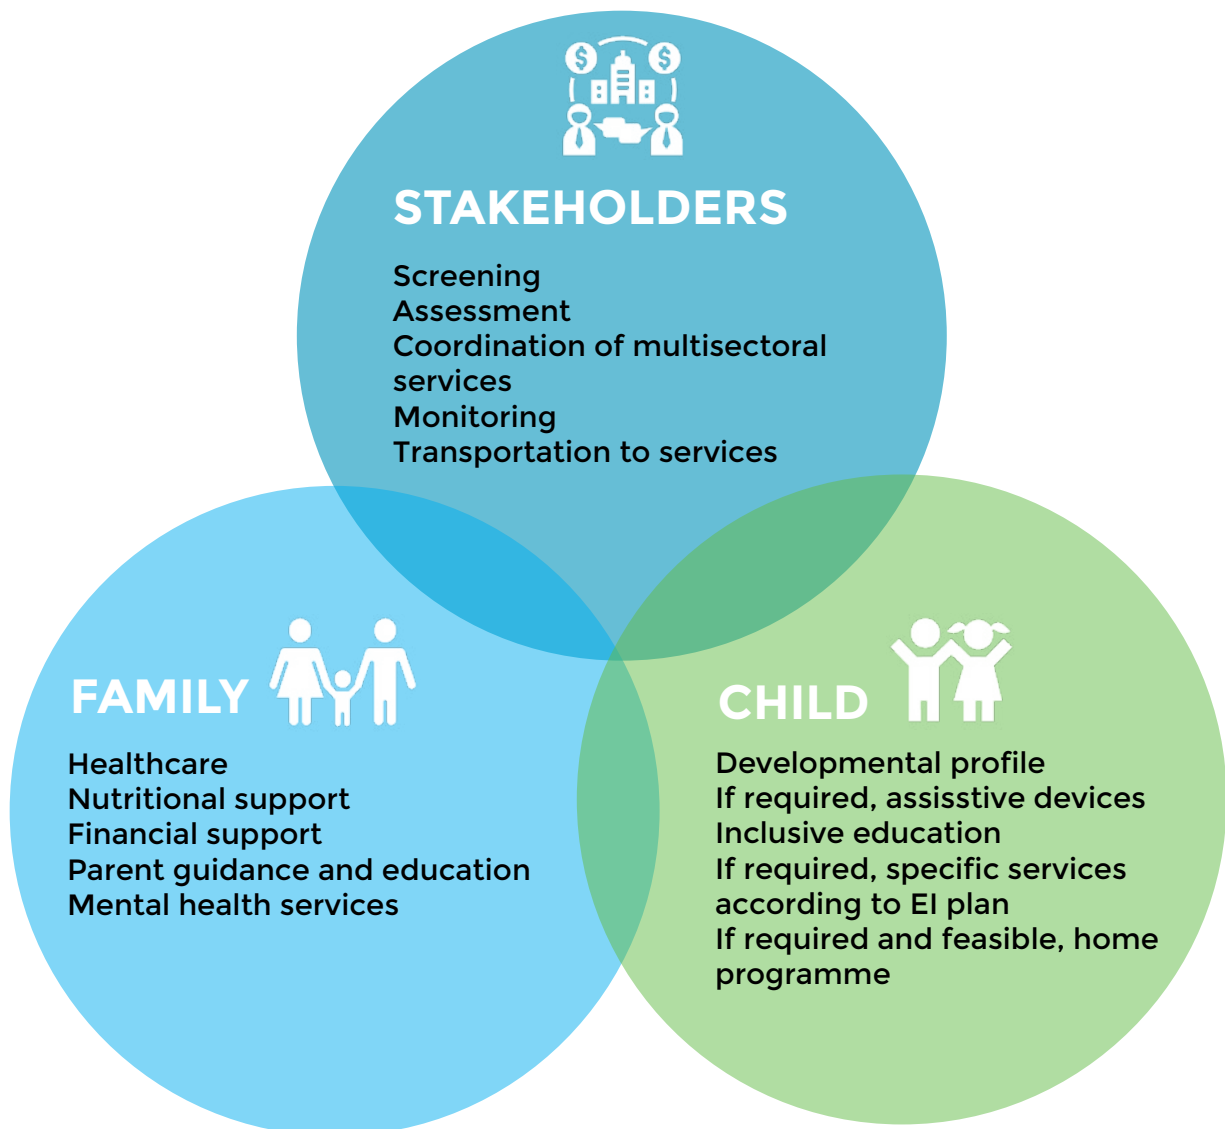 STAKEHOLDERS
Screening
Assessment
Coordination of multisectoral
services
Monitoring
Transportation to services
FAMILY
Healthcare
Nutritional support
Financial support
Parent guidance and education
Mental health services
CHILD
Developmental profile
If required, assisstive devices
Inclusive education
If required, specific services
according to EI plan
If required and feasible, home
programme